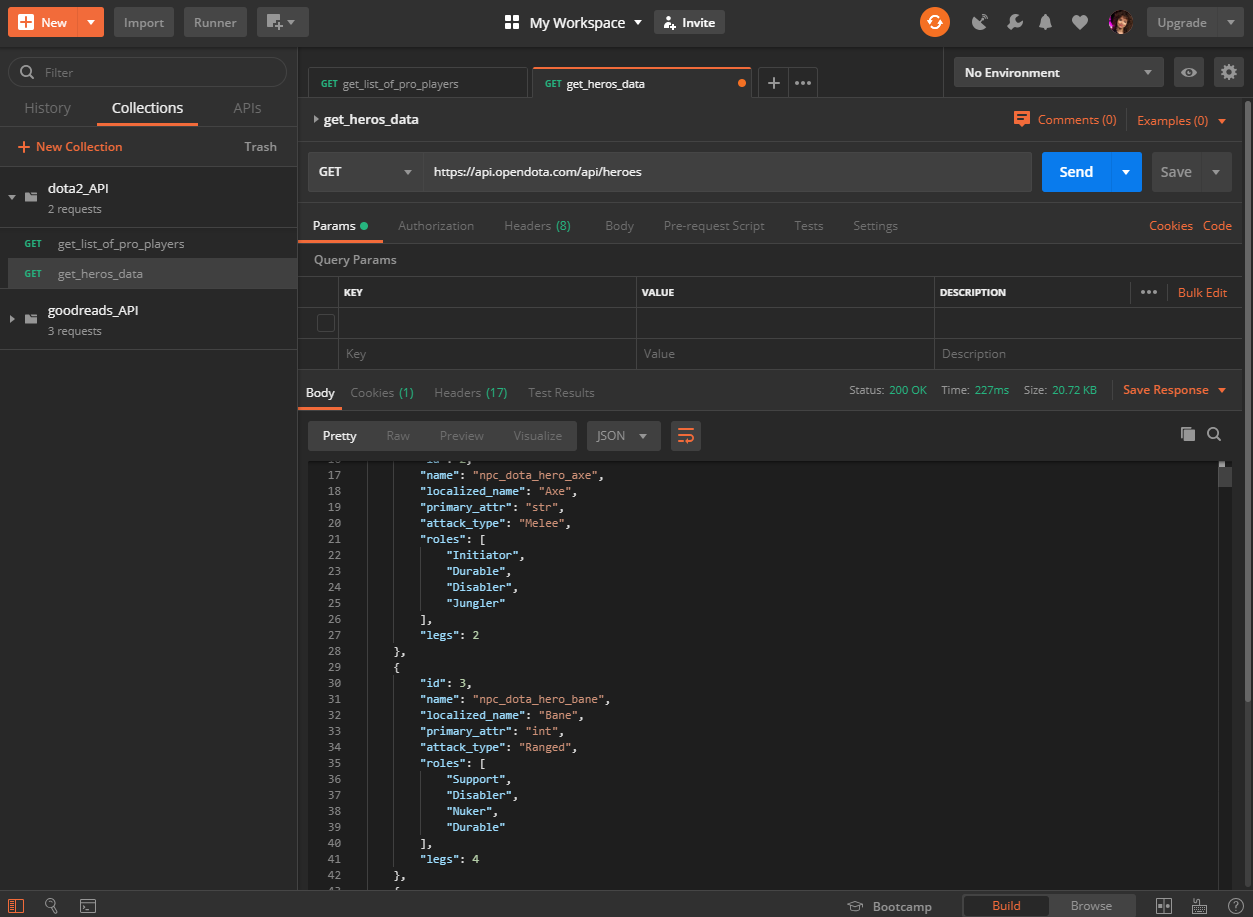 New
Import
Runner
My Workspace
Invite
Upgrade
Filter
History
Collections
APIs
New Collection
Trash
dota2_API
2 requests
GET get_list_of_pro_players
GET get_heros_data
goodreads_API
3 requests
GET get_list_of_pro_players
GET get_heros_data
No Environment
get_heros_data
Comments (0)
Examples (0)
GET
https://api.opendota.com/api/heroes
Send
Save
Params
Authorization
Headers (8)
Body
Pre-request Script
Tests
Settings
Cookies
Code
Query Params
KEY
VALUE
DESCRIPTION
Bulk Edit
Key
Value
Description
Body
Cookies (1)
Headers (17)
Test Results
Status: 200 OK
Time: 227ms
Size: 20.72 KB
Save Response
Pretty
Raw
Preview
Visualize
JSON
16 "id": 2,
17 "name": "npc_dota_hero_axe",
18 "localized_name": "Axe",
19 "primary_attr": "str",
20 "attack_type": "Melee",
21 "roles": [
22 "Initiator",
23 "Durable",
24 "Disabler",
25 "Jungler"
26 ],
27 "legs": 2
28 },
29 {
30 "id": 3,
31 "name": "npc_dota_hero_bane",
32 "localized_name": "Bane",
33 "primary_attr": "int",
34 "attack_type": "Ranged",
35 "roles": [
36 "Support",
37 "Disabler",
38 "Nuker",
39 "Durable"
40 ],
41 "legs": 4
42 },
43 {
Bootcamp
Build
Browse